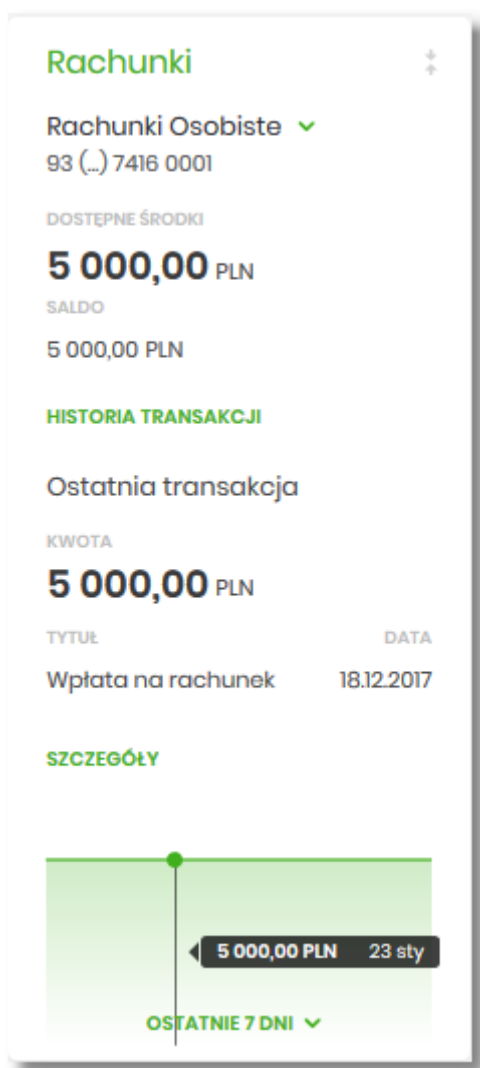 Rachunki
Rachunki Osobiste
93 (...) 7416 0001
DOSTĘPNE ŚRODKI
5 000,00 PLN
SALDO
5 000,00 PLN
HISTORIA TRANSAKCJI
Ostatnia transakcja
KWOTA
5 000,00 PLN
TYTUŁ DATA
Wpłata na rachunek 18.12.2017
SZCZEGÓŁY
5 000,00 PLN 23 sty
OSTATNIE 7 DNI